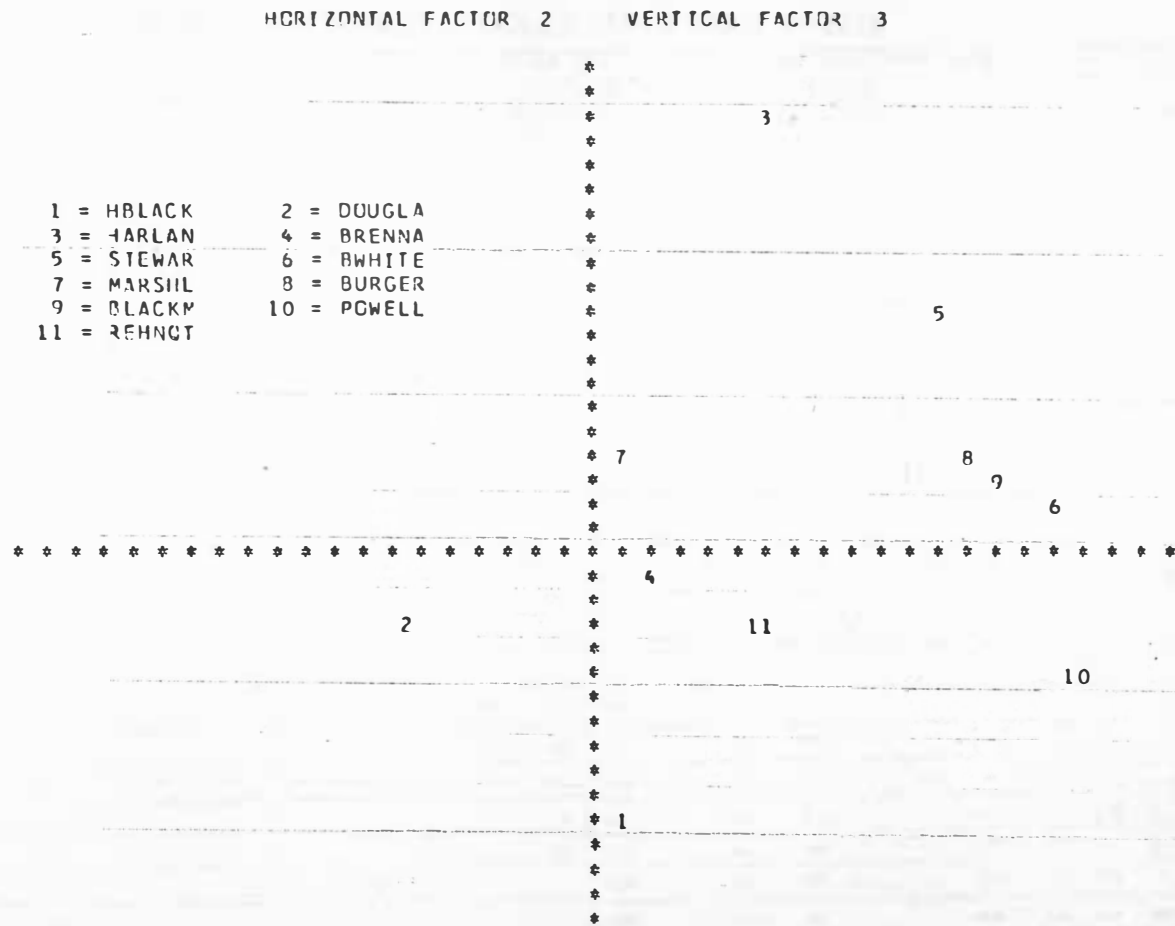 HORIZONTAL FACTOR 2 VERTICAL FACTOR 3
3
1 = HBLACK 2 = DOUGLA
3 = HARLAN 4 = BRENNA
5 = STEWAR 6 = BWHITE
7 = MARSHL 8 = BURGER
9 = BLACKM 10 = POWELL
5
11 = REHNQT
7 8
9
6
* * * * * * * * * * * * * * * * * * * * * * * * * * * * * * * * * * * * * * * * *
4
2 11
10
1